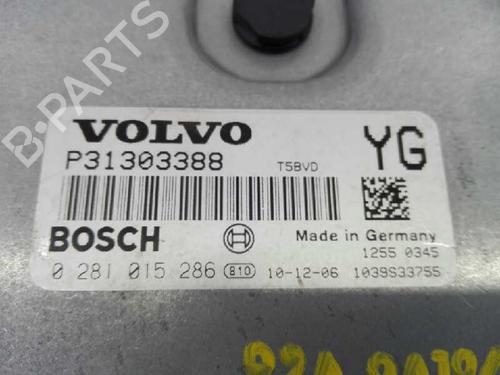 B-PARTS
VOLVO
YG
P31303388
T5BVD
BOSCH
Made in Germany
1255 0345
0 281 015 286 810 10-12-06 1039S33755